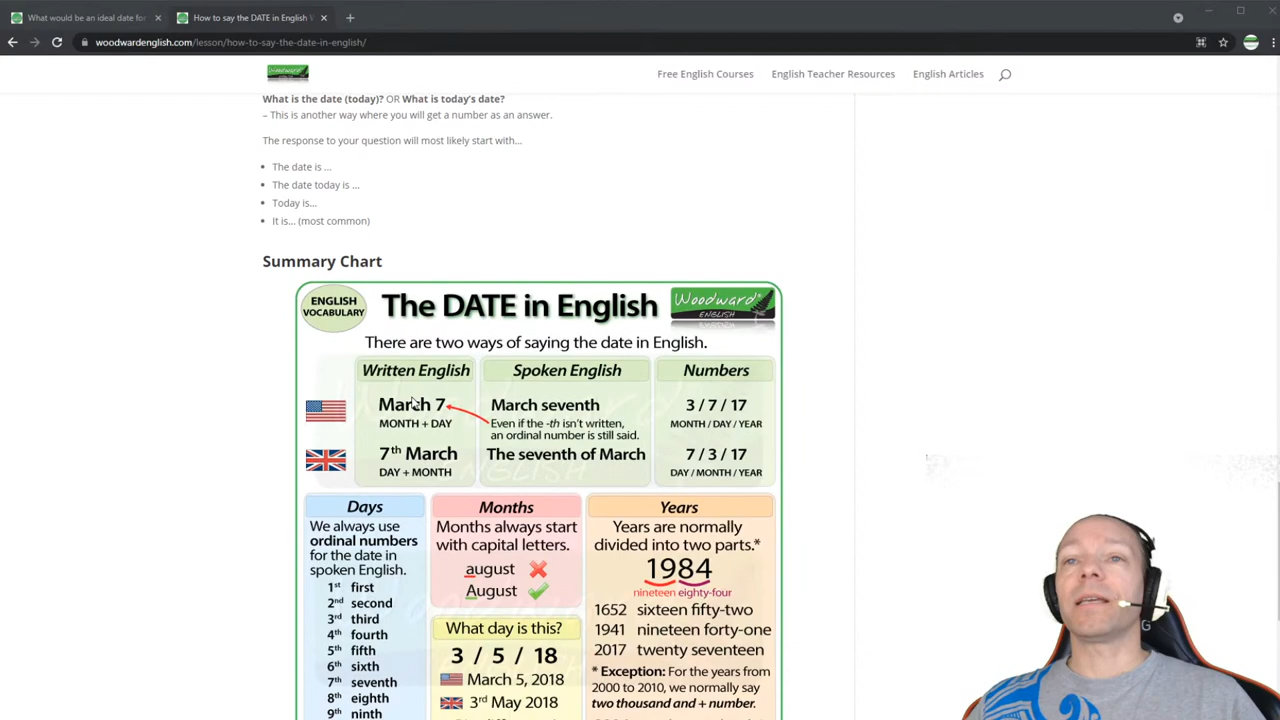 What would be an ideal date for
How to say the DATE in English
woodwardenglish.com/lesson/how-to-say-the-date-in-english/
Free English Courses
English Teacher Resources
English Articles
What is the date (today)? OR What is today's date?
– This is another way where you will get a number as an answer.
The response to your question will most likely start with…
• The date is …
• The date today is …
• Today is…
• It is… (most common)
Summary Chart
ENGLISH
VOCABULARY
The DATE in English
Woodward®
ENGLISH
There are two ways of saying the date in English.
Written English
Spoken English
Numbers
March 7
MONTH + DAY
March seventh
Even if the -th isn't written,
an ordinal number is still said.
3 / 7 / 17
MONTH / DAY / YEAR
7th March
DAY + MONTH
The seventh of March
7 / 3 / 17
DAY / MONTH / YEAR
Days
We always use
ordinal numbers
for the date in
spoken English.
1st first
2nd second
3rd third
4th fourth
5th fifth
6th sixth
7th seventh
8th eighth
9th ninth
Months
Months always start
with capital letters.
august
August
What day is this?
3 / 5 / 18
March 5, 2018
3rd May 2018
Years
Years are normally
divided into two parts.*
1984
nineteen eighty-four
1652 sixteen fifty-two
1941 nineteen forty-one
2017 twenty seventeen
* Exception: For the years from
2000 to 2010, we normally say
two thousand and + number.
G